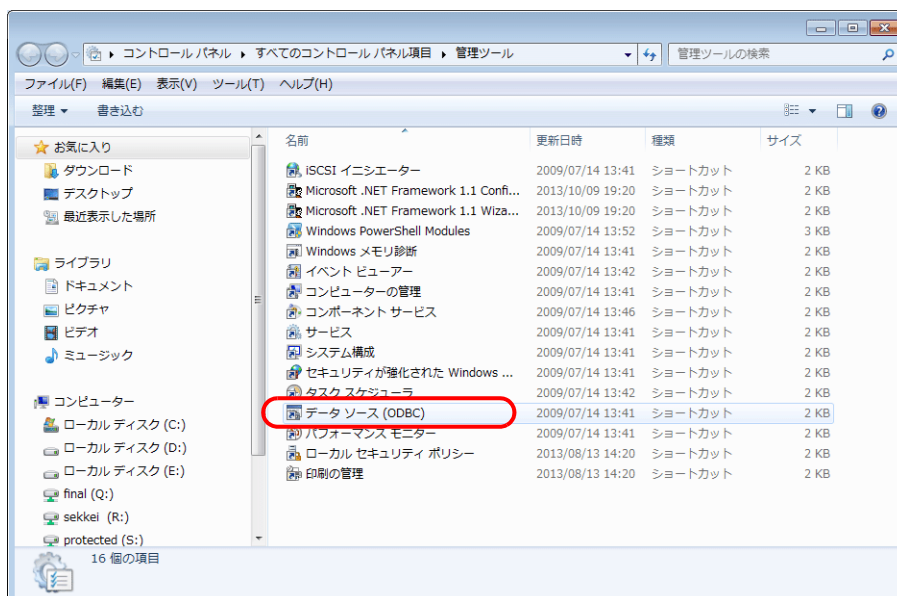 コントロール パネル ▸ すべてのコントロール パネル項目 ▸ 管理ツール
管理ツールの検索
ファイル(F) 編集(E) 表示(V) ツール(T) ヘルプ(H)
整理 書き込む
お気に入り
ダウンロード
デスクトップ
最近表示した場所
ライブラリ
ドキュメント
ピクチャ
ビデオ
ミュージック
コンピューター
ローカル ディスク (C:)
ローカル ディスク (D:)
ローカル ディスク (E:)
final (Q:)
sekkei (R:)
protected (S:)
名前 更新日時 種類 サイズ
iSCSI イニシエーター 2009/07/14 13:41 ショートカット 2 KB
Microsoft .NET Framework 1.1 Confi... 2013/10/09 19:20 ショートカット 2 KB
Microsoft .NET Framework 1.1 Wiza... 2013/10/09 19:20 ショートカット 2 KB
Windows PowerShell Modules 2009/07/14 13:52 ショートカット 3 KB
Windows メモリ診断 2009/07/14 13:41 ショートカット 2 KB
イベント ビューアー 2009/07/14 13:42 ショートカット 2 KB
コンピューターの管理 2009/07/14 13:41 ショートカット 2 KB
コンポーネント サービス 2009/07/14 13:46 ショートカット 2 KB
サービス 2009/07/14 13:41 ショートカット 2 KB
システム構成 2009/07/14 13:41 ショートカット 2 KB
セキュリティが強化された Windows ... 2009/07/14 13:41 ショートカット 2 KB
タスク スケジューラ 2009/07/14 13:42 ショートカット 2 KB
データ ソース (ODBC) 2009/07/14 13:41 ショートカット 2 KB
パフォーマンス モニター 2009/07/14 13:41 ショートカット 2 KB
ローカル セキュリティ ポリシー 2013/08/13 14:20 ショートカット 2 KB
印刷の管理 2013/08/13 14:20 ショートカット 2 KB
16 個の項目